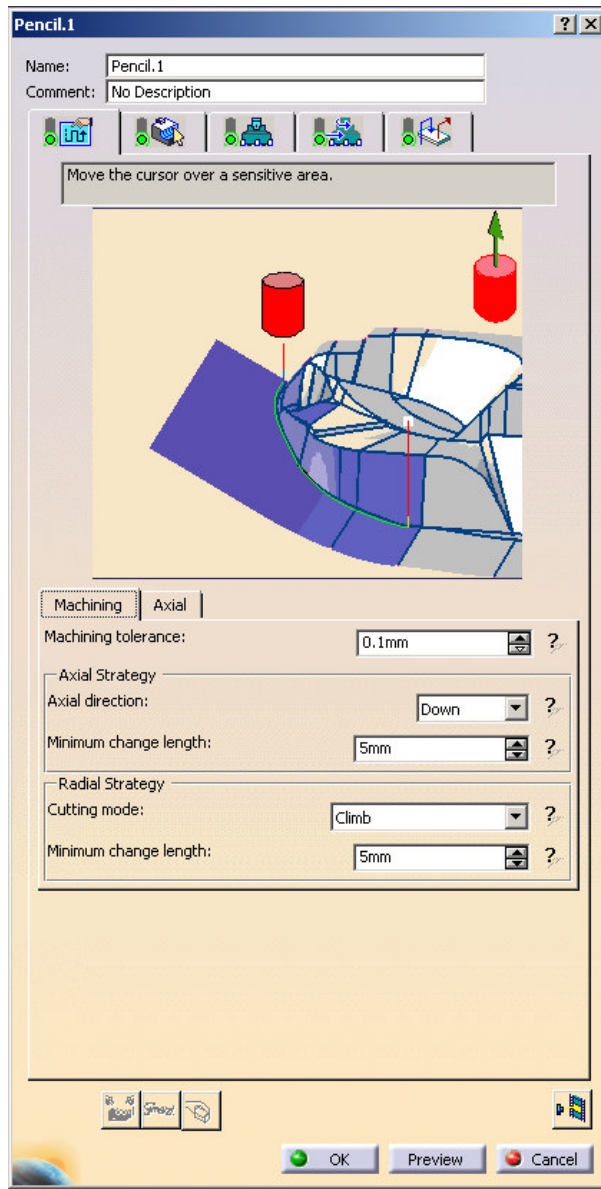 Pencil.1
Name: Pencil.1
Comment: No Description
Move the cursor over a sensitive area.
Machining Axial
Machining tolerance: 0.1mm ?
Axial Strategy
Axial direction: Down ?
Minimum change length: 5mm ?
Radial Strategy
Cutting mode: Climb ?
Minimum change length: 5mm ?
OK Preview Cancel